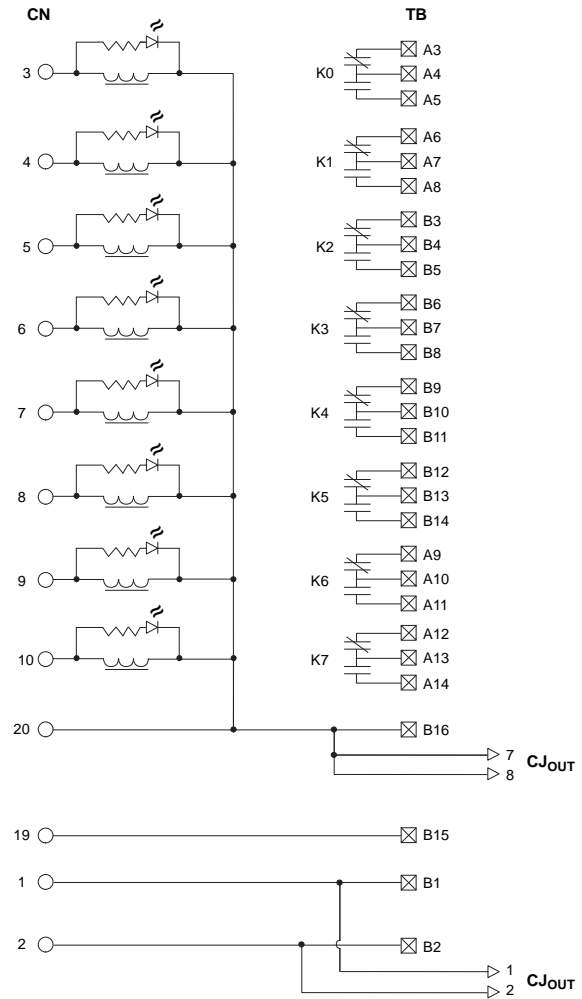 CN TB
3 K0 A3
A4
A5
4 K1 A6
A7
A8
5 K2 B3
B4
B5
6 K3 B6
B7
B8
7 K4 B9
B10
B11
8 K5 B12
B13
B14
9 K6 A9
A10
A11
10 K7 A12
A13
A14
20 B16
7 CJOUT
8
19 B15
1 B1
2 B2
1 CJOUT
2